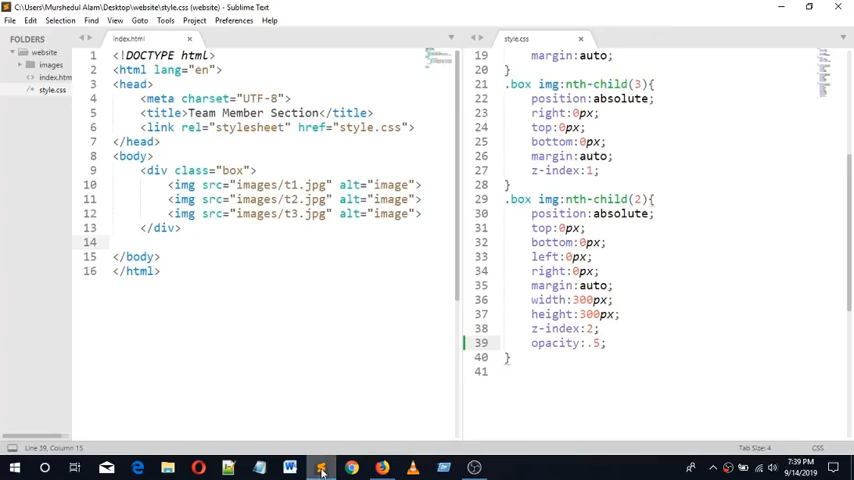 C:\Users\Murshedul Alam\Desktop\website\style.css (website) - Sublime Text
File Edit Selection Find View Goto Tools Project Preferences Help
FOLDERS
website
images
index.htm
style.css
index.html
1 <!DOCTYPE html>
2 <html lang="en">
3 <head>
4 <meta charset="UTF-8">
5 <title>Team Member Section</title>
6 <link rel="stylesheet" href="style.css">
7 </head>
8 <body>
9 <div class="box">
10 <img src="images/t1.jpg" alt="image">
11 <img src="images/t2.jpg" alt="image">
12 <img src="images/t3.jpg" alt="image">
13 </div>
14
15 </body>
16 </html>
style.css
19 margin:auto;
20 }
21 .box img:nth-child(3){
22 position:absolute;
23 right:0px;
24 top:0px;
25 bottom:0px;
26 margin:auto;
27 z-index:1;
28 }
29 .box img:nth-child(2){
30 position:absolute;
31 top:0px;
32 bottom:0px;
33 left:0px;
34 right:0px;
35 margin:auto;
36 width:300px;
37 height:300px;
38 z-index:2;
39 opacity:.5;
40 }
41
Line 39, Column 15
Tab Size: 4
CSS
7:39 PM
9/14/2019